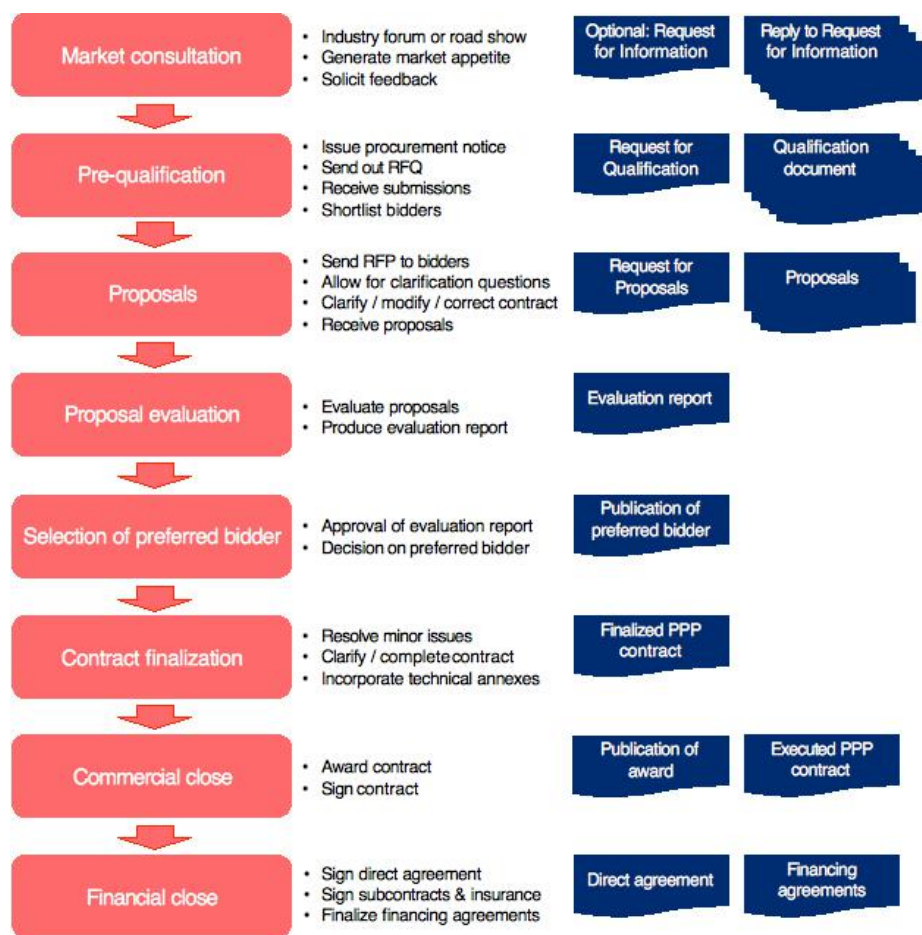 Market consultation
• Industry forum or road show
• Generate market appetite
• Solicit feedback
Optional: Request
for Information
Reply to Request
for Information
Pre-qualification
• Issue procurement notice
• Send out RFQ
• Receive submissions
• Shortlist bidders
Request for
Qualification
Qualification
document
Proposals
• Send RFP to bidders
• Allow for clarification questions
• Clarify / modify / correct contract
• Receive proposals
Request for
Proposals
Proposals
Proposal evaluation
• Evaluate proposals
• Produce evaluation report
Evaluation report
Selection of preferred bidder
• Approval of evaluation report
• Decision on preferred bidder
Publication of
preferred bidder
Contract finalization
• Resolve minor issues
• Clarify / complete contract
• Incorporate technical annexes
Finalized PPP
contract
Commercial close
• Award contract
• Sign contract
Publication of
award
Executed PPP
contract
Financial close
• Sign direct agreement
• Sign subcontracts & insurance
• Finalize financing agreements
Direct agreement
Financing
agreements